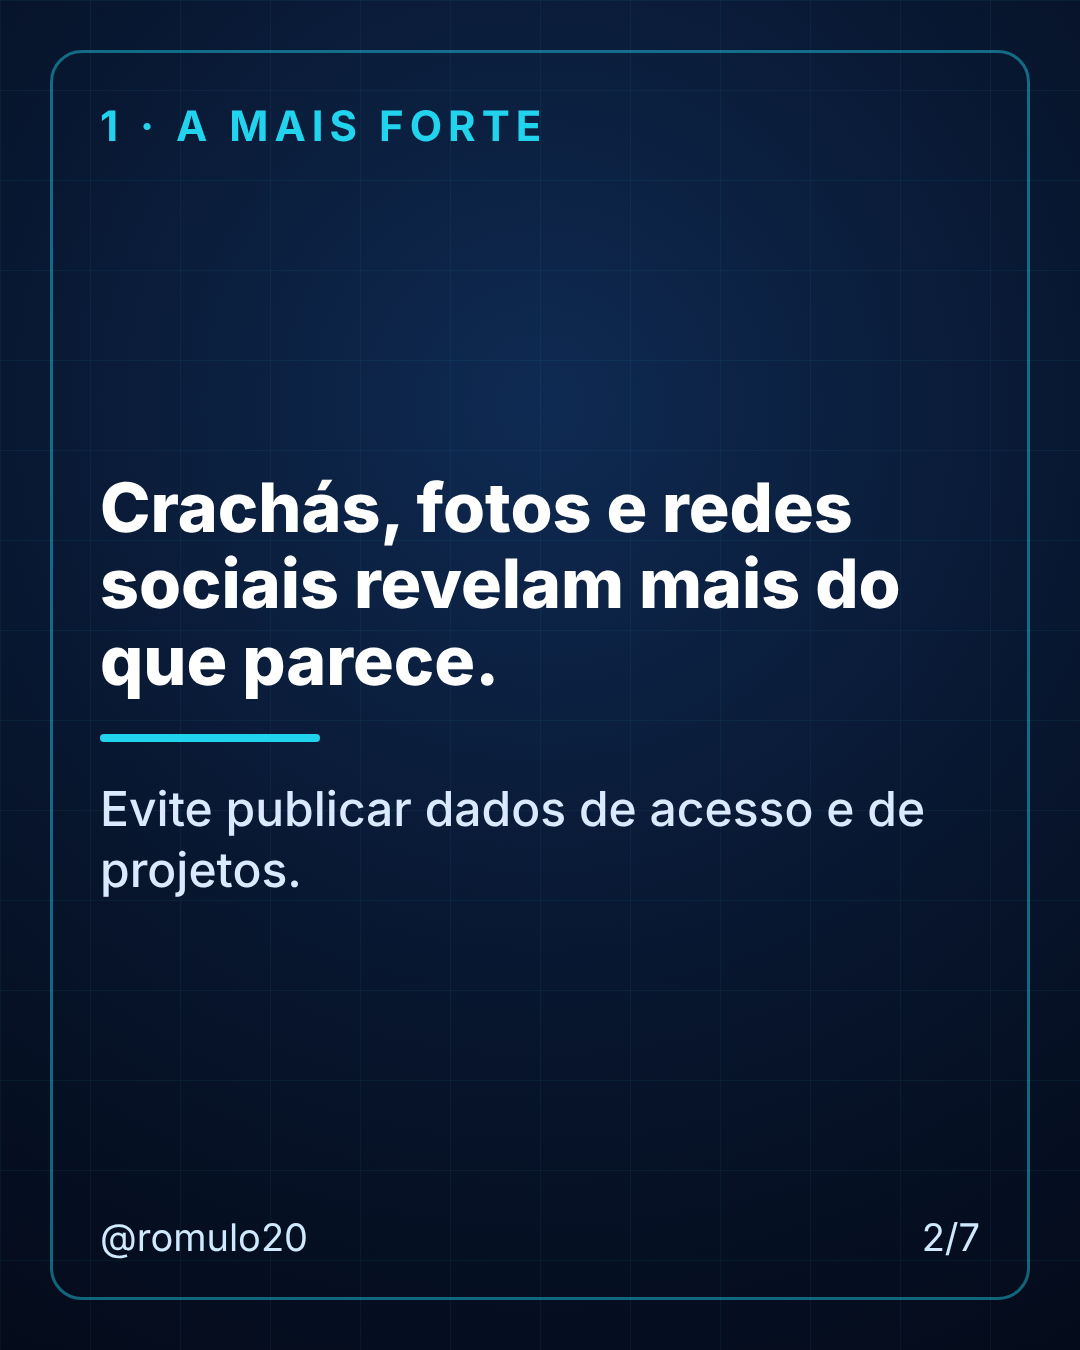 1 · A MAIS FORTE
Crachás, fotos e redes
sociais revelam mais do
que parece.
Evite publicar dados de acesso e de
projetos.
@romulo20
2/7